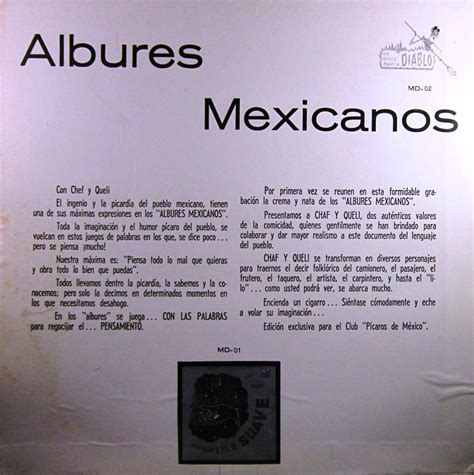 Albures
UN
DISCO
MARCA
DIABLO
MD-02
Mexicanos
Con Chef y Queli
El ingenio y la picardía del pueblo mexicano, tienen
una de sus máximas expresiones en los "ALBURES MEXICANOS".
Toda la imaginación y el humor pícaro del pueblo, se
vuelcan en estos juegos de palabras en los que, se dice poco...
pero se piensa ¡mucho!
Nuestra máxima es: "Piensa todo lo mal que quieras
y obra todo lo bien que puedas".
Todos llevamos dentro la picardía, la sabemos y la co-
nocemos; pero solo la decimos en determinados momentos en
los que necesitamos desahogo.
En los "albures" se juega... CON LAS PALABRAS
para regocijar el... PENSAMIENTO.
Por primera vez se reunen en esta formidable gra-
bación la crema y nata de los "ALBURES MEXICANOS".
Presentamos a CHAF Y QUELI, dos auténticos valores
de la comicidad, quienes gentilmente se han brindado para
colaborar y dar mayor realismo a este documento del lenguaje
del pueblo.
CHAF Y QUELI se transforman en diversos personajes
para traernos el decir folklórico del camionero, el pasajero, el
frutero, el taquero, el artista, el carpintero, y hasta el "li-
lo"... como usted podrá ver, se abarca mucho.
Encienda un cigarro... Siéntase cómodamente y eche
a volar su imaginación...
Edición exclusiva para el Club "Pícaros de México".
MD-01
SUAVE